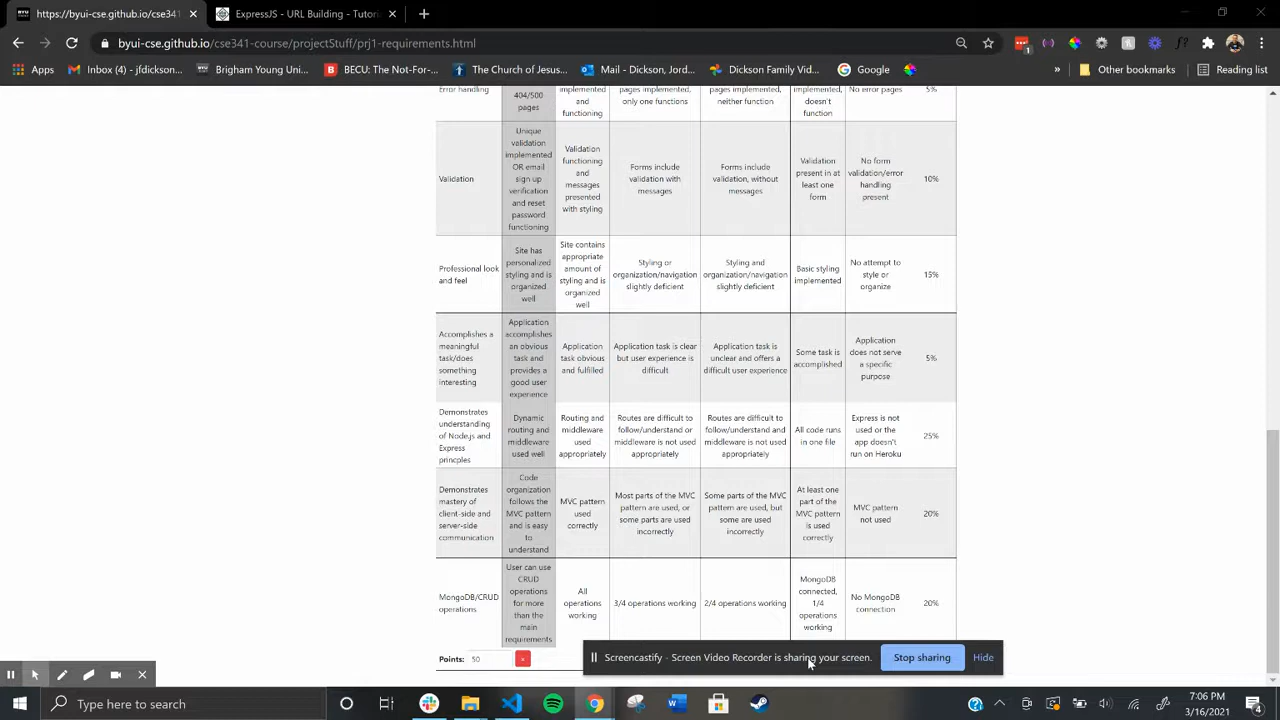 https://byui-cse.github.io/cse341
ExpressJS - URL Building - Tutori
byui-cse.github.io/cse341-course/projectStuff/prj1-requirements.html
Apps
Inbox (4) - jfdickson...
Brigham Young Uni...
BECU: The Not-For-...
The Church of Jesus...
Mail - Dickson, Jord...
Dickson Family Vid...
Google
»
Other bookmarks
Reading list
Error handling
404/500
pages
implemented
and
functioning
pages implemented,
only one functions
pages implemented,
neither function
implemented,
doesn't
function
No error pages
5%
Validation
Unique
validation
implemented
OR email
sign up
verification
and reset
password
functioning
Validation
functioning
and
messages
presented
with styling
Forms include
validation with
messages
Forms include
validation, without
messages
Validation
present in at
least one
form
No form
validation/error
handling
present
10%
Professional look
and feel
Site has
personalized
styling and is
organized
well
Site contains
appropriate
amount of
styling and is
organized
well
Styling or
organization/navigation
slightly deficient
Styling and
organization/navigation
slightly deficient
Basic styling
implemented
No attempt to
style or
organize
15%
Accomplishes a
meaningful
task/does
something
interesting
Application
accomplishes
an obvious
task and
provides a
good user
experience
Application
task obvious
and fulfilled
Application task is clear
but user experience is
difficult
Application task is
unclear and offers a
difficult user experience
Some task is
accomplished
Application
does not serve
a specific
purpose
5%
Demonstrates
understanding
of Node.js and
Express
princples
Dynamic
routing and
middleware
used well
Routing and
middleware
used
appropriately
Routes are difficult to
follow/understand or
middleware is not used
appropriately
Routes are difficult to
follow/understand and
middleware is not used
appropriately
All code runs
in one file
Express is not
used or the
app doesn't
run on Heroku
25%
Demonstrates
mastery of
client-side and
server-side
communication
Code
organization
follows the
MVC pattern
and is easy
to
understand
MVC pattern
used
correctly
Most parts of the MVC
pattern are used, or
some parts are used
incorrectly
Some parts of the MVC
pattern are used, but
some are used
incorrectly
At least one
part of the
MVC pattern
is used
correctly
MVC pattern
not used
20%
MongoDB/CRUD
operations
User can use
CRUD
operations
for more
than the
main
requirements
All
operations
working
3/4 operations working
2/4 operations working
MongoDB
connected,
1/4
operations
working
No MongoDB
connection
20%
Points: 50
Screencastify - Screen Video Recorder is sharing your screen.
Stop sharing
Hide
Type here to search
7:06 PM
3/16/2021